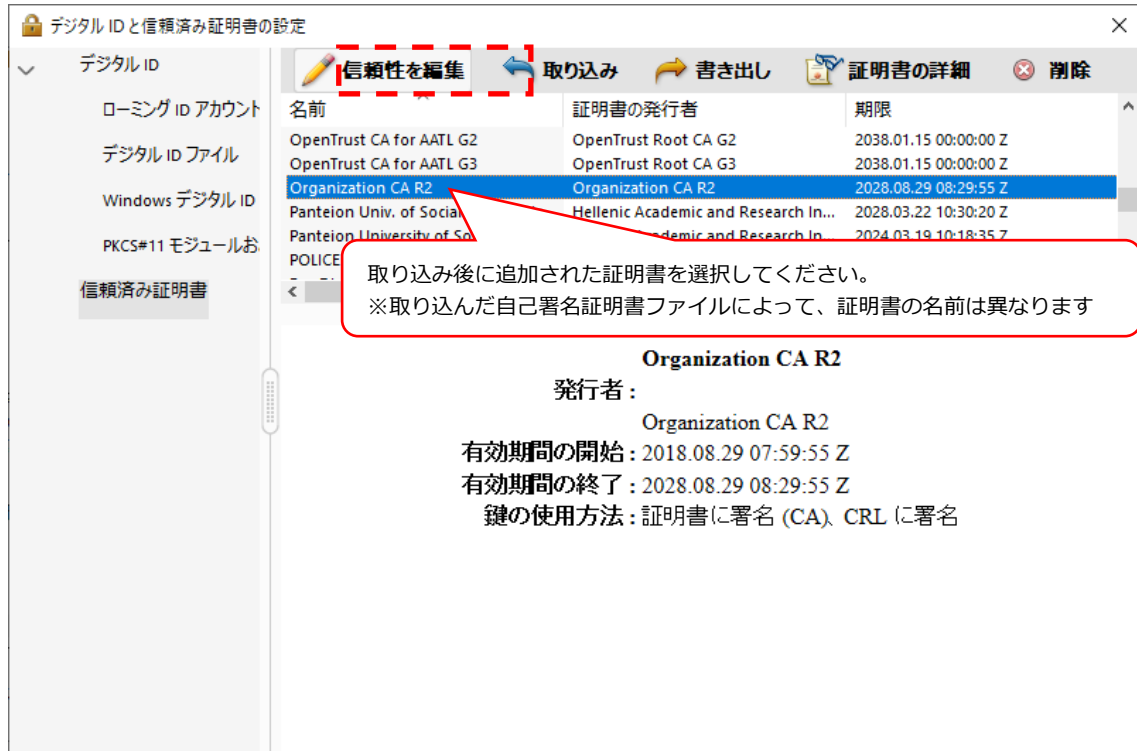 デジタル ID と信頼済み証明書の設定
デジタル ID
ローミング ID アカウント
デジタル ID ファイル
Windows デジタル ID
PKCS#11 モジュールお
信頼済み証明書
信頼性を編集 取り込み 書き出し 証明書の詳細 削除
名前 証明書の発行者 期限
OpenTrust CA for AATL G2 OpenTrust Root CA G2 2038.01.15 00:00:00 Z
OpenTrust CA for AATL G3 OpenTrust Root CA G3 2038.01.15 00:00:00 Z
Organization CA R2 Organization CA R2 2028.08.29 08:29:55 Z
Panteion Univ. of Social Hellenic Academic and Research In... 2028.03.22 10:30:20 Z
Panteion University of So and Research In... 2024.03.19 10:18:35 Z
POLICE
取り込み後に追加された証明書を選択してください。
※取り込んだ自己署名証明書ファイルによって、証明書の名前は異なります
Organization CA R2
発行者 :
Organization CA R2
有効期間の開始 : 2018.08.29 07:59:55 Z
有効期間の終了 : 2028.08.29 08:29:55 Z
鍵の使用方法 : 証明書に署名 (CA)、CRL に署名